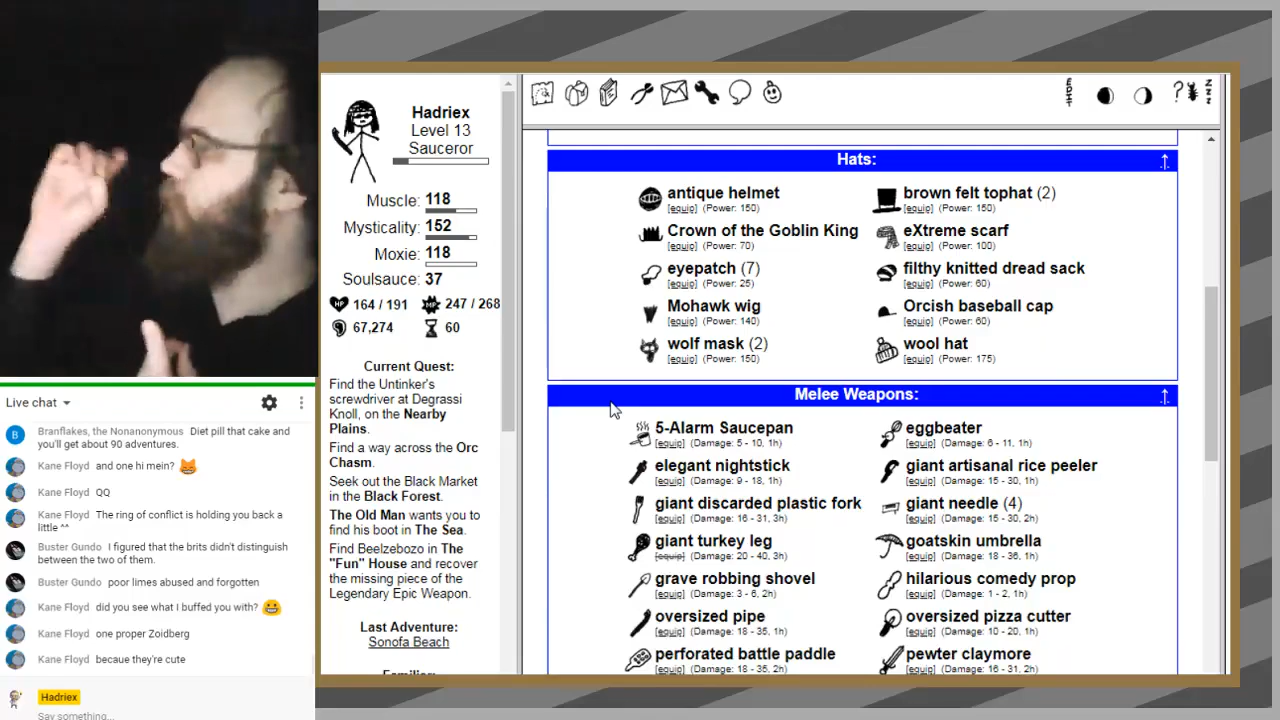 Live chat
Branflakes, the Nonanonymous Diet pill that cake and
you'll get about 90 adventures.
Kane Floyd and one hi mein?
Kane Floyd QQ
Kane Floyd The ring of conflict is holding you back a
little ^^
Buster Gundo I figured that the brits didn't distinguish
between the two of them.
Buster Gundo poor limes abused and forgotten
Kane Floyd did you see what I buffed you with?
Kane Floyd one proper Zoidberg
Kane Floyd becaue they're cute
Hadriex
Say something...
Hadriex
Level 13
Sauceror
Muscle: 118
Mysticality: 152
Moxie: 118
Soulsauce: 37
HP 164 / 191 MP 247 / 268
67,274 60
Current Quest:
Find the Untinker's
screwdriver at Degrassi
Knoll, on the Nearby
Plains.
Find a way across the Orc
Chasm.
Seek out the Black Market
in the Black Forest.
The Old Man wants you to
find his boot in The Sea.
Find Beelzebozo in The
"Fun" House and recover
the missing piece of the
Legendary Epic Weapon.
Last Adventure:
Sonofa Beach
Hats:
antique helmet brown felt tophat (2)
[equip] (Power: 150) [equip] (Power: 150)
Crown of the Goblin King eXtreme scarf
[equip] (Power: 70) [equip] (Power: 100)
eyepatch (7) filthy knitted dread sack
[equip] (Power: 25) [equip] (Power: 60)
Mohawk wig Orcish baseball cap
[equip] (Power: 140) [equip] (Power: 60)
wolf mask (2) wool hat
[equip] (Power: 150) [equip] (Power: 175)
Melee Weapons:
5-Alarm Saucepan eggbeater
[equip] (Damage: 5 - 10, 1h) [equip] (Damage: 6 - 11, 1h)
elegant nightstick giant artisanal rice peeler
[equip] (Damage: 9 - 18, 1h) [equip] (Damage: 15 - 30, 1h)
giant discarded plastic fork giant needle (4)
[equip] (Damage: 16 - 31, 3h) [equip] (Damage: 15 - 30, 2h)
giant turkey leg goatskin umbrella
[equip] (Damage: 20 - 40, 3h) [equip] (Damage: 18 - 36, 1h)
grave robbing shovel hilarious comedy prop
[equip] (Damage: 3 - 6, 2h) [equip] (Damage: 1 - 2, 1h)
oversized pipe oversized pizza cutter
[equip] (Damage: 18 - 35, 1h) [equip] (Damage: 10 - 20, 1h)
perforated battle paddle pewter claymore
[equip] (Damage: 18 - 35, 2h) [equip] (Damage: 16 - 31, 2h)